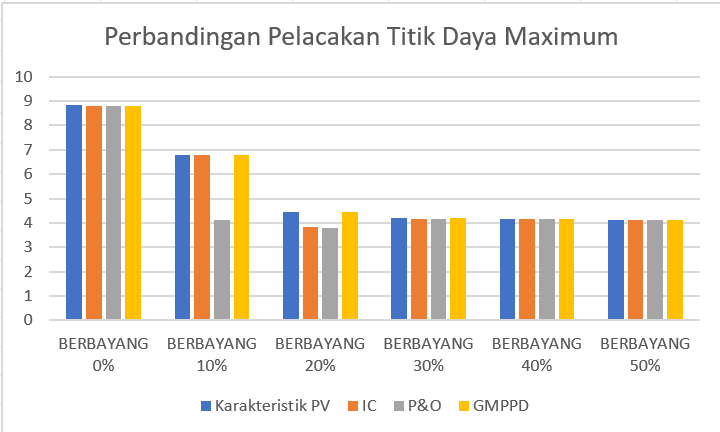 Perbandingan Pelacakan Titik Daya Maximum
10
9
8
7
6
5
4
3
2
1
0
BERBAYANG BERBAYANG BERBAYANG BERBAYANG BERBAYANG BERBAYANG
0% 10% 20% 30% 40% 50%
Karakteristik PV IC P&O GMPPD